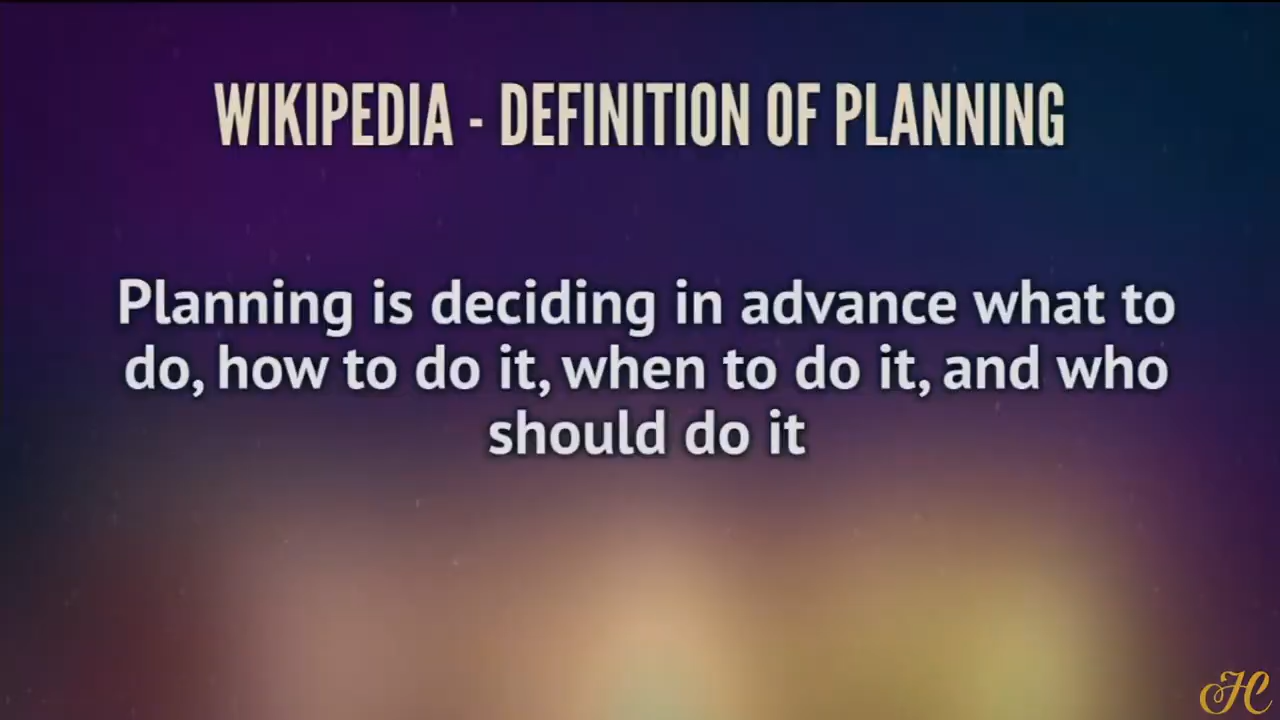 WIKIPEDIA - DEFINITION OF PLANNING
Planning is deciding in advance what to
do, how to do it, when to do it, and who
should do it
HC